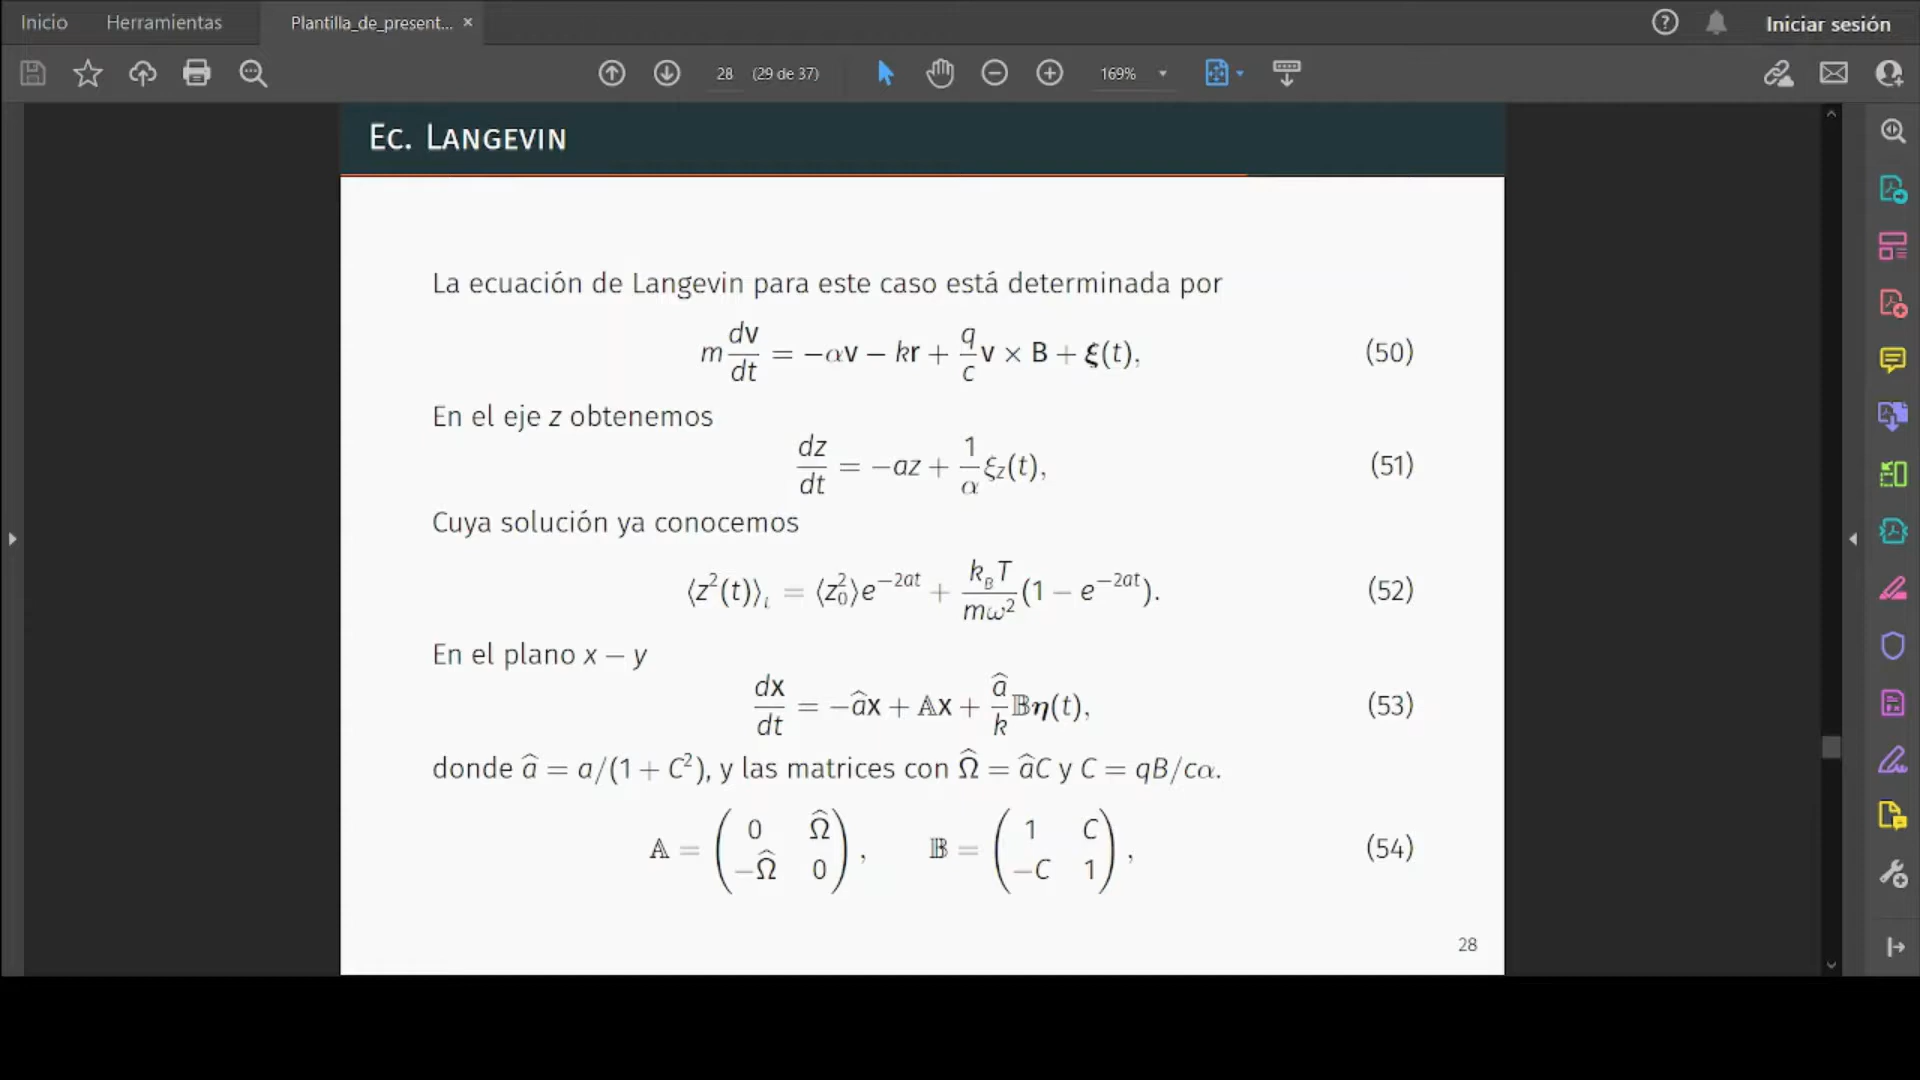 Inicio Herramientas Plantilla_de_present... × ? Iniciar sesión
28 (29 de 37) 169%
Ec. Langevin
La ecuación de Langevin para este caso está determinada por
m dv/dt = −αv − kr + q/c v × B + ξ(t), (50)
En el eje z obtenemos
dz/dt = −az + 1/α ξz(t), (51)
Cuya solución ya conocemos
⟨z²(t)⟩ᵢ = ⟨z₀²⟩e^{−2at} + k_B T/mω² (1 − e^{−2at}). (52)
En el plano x − y
dx/dt = −âx + 𝔸x + â/k 𝔹η(t), (53)
donde â = a/(1 + C²), y las matrices con Ω̂ = âC y C = qB/cα.
𝔸 = ( 0 Ω̂ ; −Ω̂ 0 ), 𝔹 = ( 1 C ; −C 1 ), (54)
28